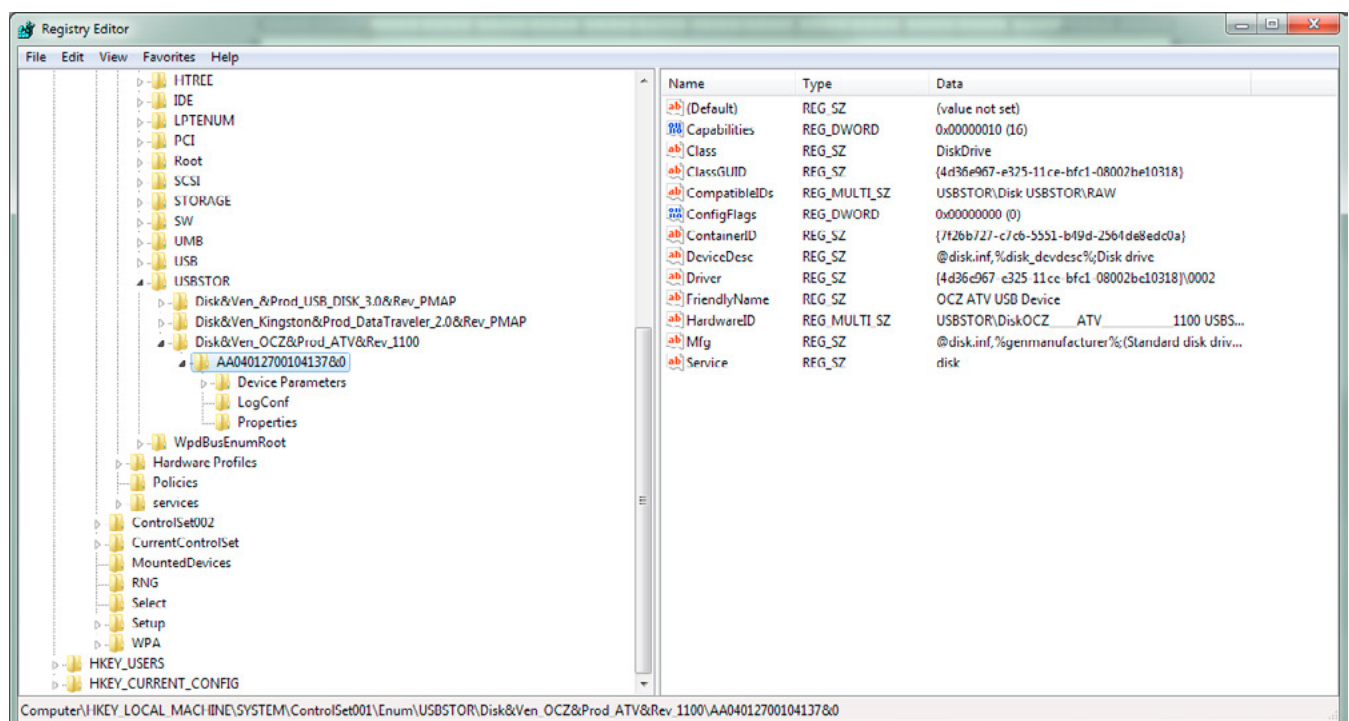 Registry Editor
File Edit View Favorites Help
HTREE
IDE
LPTENUM
PCI
Root
SCSI
STORAGE
SW
UMB
USB
USBSTOR
Disk&Ven_&Prod_USB_DISK_3.0&Rev_PMAP
Disk&Ven_Kingston&Prod_DataTraveler_2.0&Rev_PMAP
Disk&Ven_OCZ&Prod_ATV&Rev_1100
AA04012700104137&0
Device Parameters
LogConf
Properties
WpdBusEnumRoot
Hardware Profiles
Policies
services
ControlSet002
CurrentControlSet
MountedDevices
RNG
Select
Setup
WPA
HKEY_USERS
HKEY_CURRENT_CONFIG
Name Type Data
(Default) REG_SZ (value not set)
Capabilities REG_DWORD 0x00000010 (16)
Class REG_SZ DiskDrive
ClassGUID REG_SZ {4d36e967-e325-11ce-bfc1-08002be10318}
CompatibleIDs REG_MULTI_SZ USBSTOR\Disk USBSTOR\RAW
ConfigFlags REG_DWORD 0x00000000 (0)
ContainerID REG_SZ {7f26b727-c7c6-5551-b49d-2564de8edc0a}
DeviceDesc REG_SZ @disk.inf,%disk_devdesc%;Disk drive
Driver REG_SZ {4d36e967-e325-11ce-bfc1-08002be10318}\0002
FriendlyName REG_SZ OCZ ATV USB Device
HardwareID REG_MULTI_SZ USBSTOR\DiskOCZ_____ATV_____________1100 USBS...
Mfg REG_SZ @disk.inf,%genmanufacturer%;(Standard disk driv...
Service REG_SZ disk
Computer\HKEY_LOCAL_MACHINE\SYSTEM\ControlSet001\Enum\USBSTOR\Disk&Ven_OCZ&Prod_ATV&Rev_1100\AA04012700104137&0